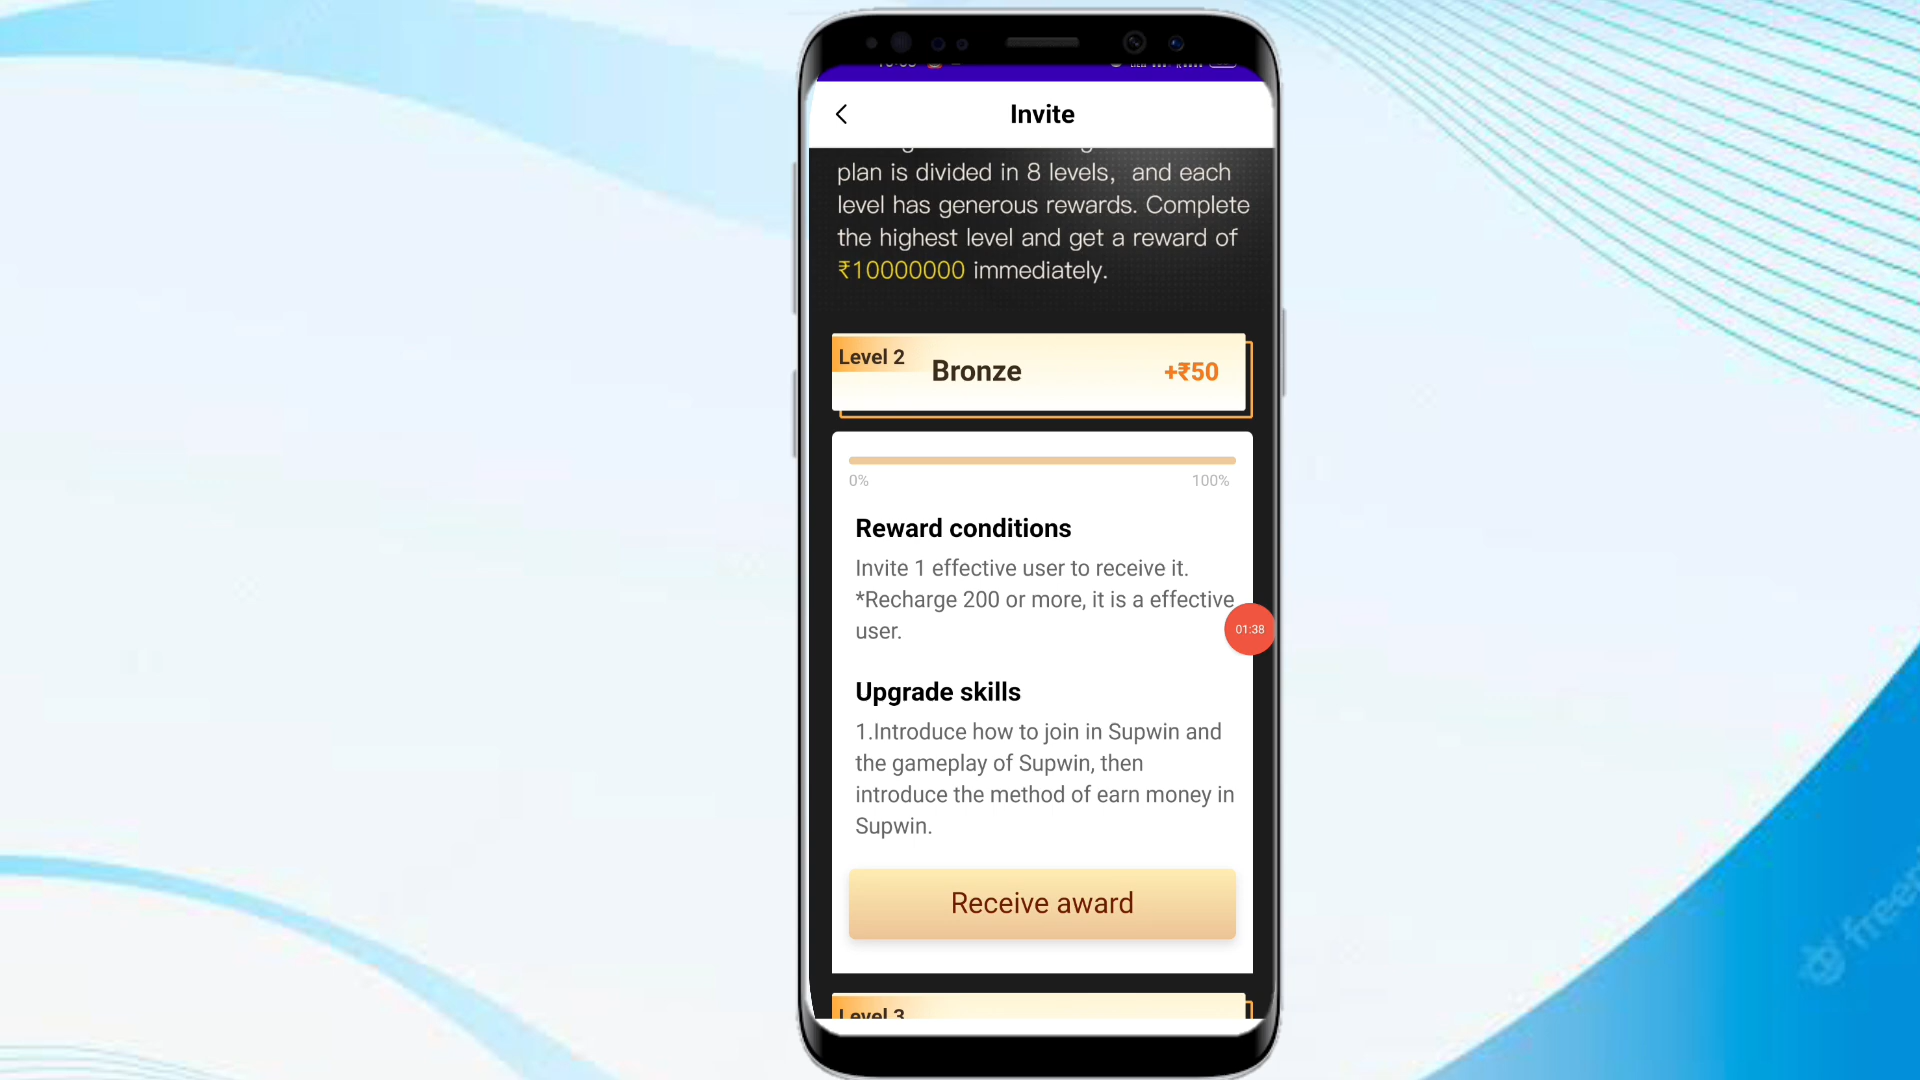 Invite
plan is divided in 8 levels, and each
level has generous rewards. Complete
the highest level and get a reward of
₹10000000 immediately.
Level 2
Bronze
+₹50
0%
100%
Reward conditions
Invite 1 effective user to receive it.
*Recharge 200 or more, it is a effective
user.
01:38
Upgrade skills
1.Introduce how to join in Supwin and
the gameplay of Supwin, then
introduce the method of earn money in
Supwin.
Receive award
Level 3